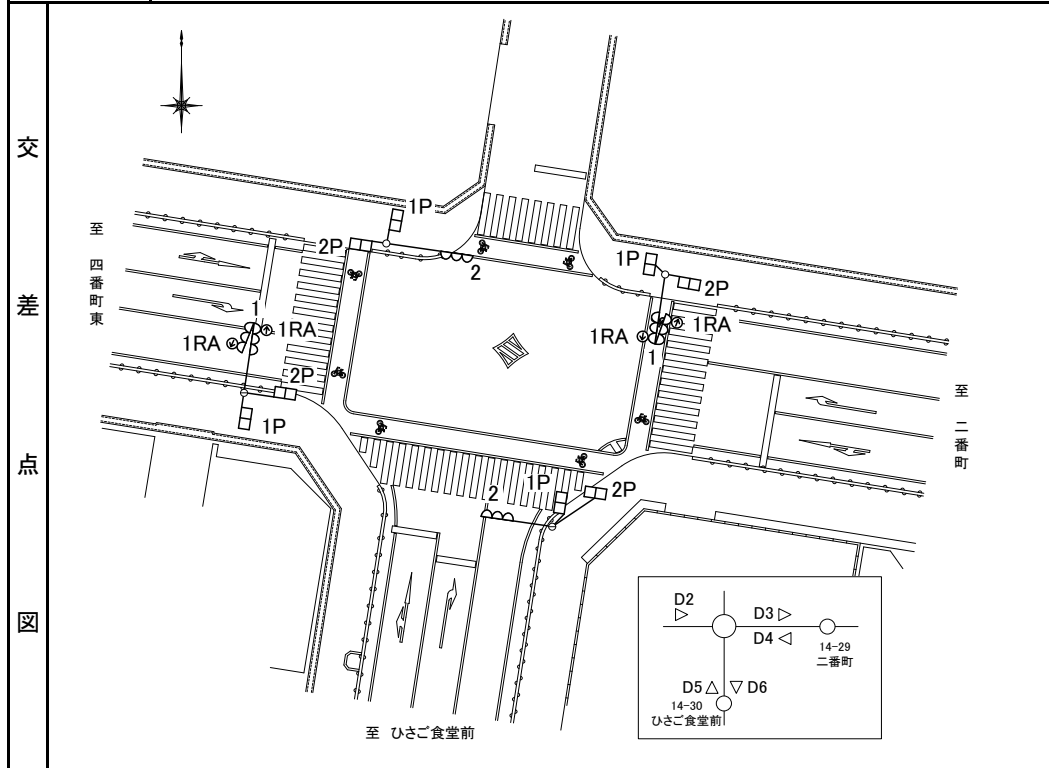 交差点図
至 四番町東
1P
2P
2
1P
2P
1
1RA
1RA
1RA
1RA
1
2P
1P
至 二番町
2
1P
2P
D2
D3
D4
14-29
二番町
D5
D6
14-30
ひさご食堂前
至 ひさご食堂前